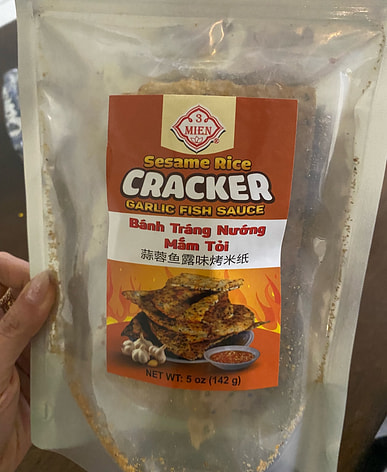 3
MIEN
®
Sesame Rice
CRACKER
GARLIC FISH SAUCE
Bánh Tráng Nướng
Mắm Tỏi
蒜蓉鱼露味烤米纸
NET WT: 5 oz (142 g)